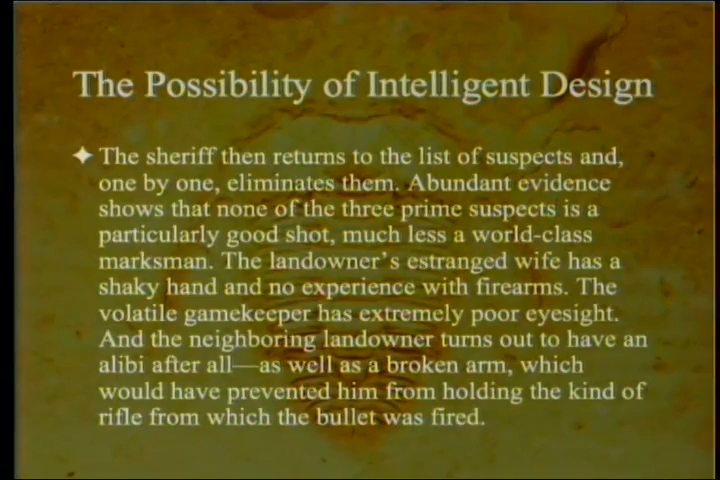 The Possibility of Intelligent Design
The sheriff then returns to the list of suspects and,
one by one, eliminates them. Abundant evidence
shows that none of the three prime suspects is a
particularly good shot, much less a world-class
marksman. The landowner's estranged wife has a
shaky hand and no experience with firearms. The
volatile gamekeeper has extremely poor eyesight.
And the neighboring landowner turns out to have an
alibi after all—as well as a broken arm, which
would have prevented him from holding the kind of
rifle from which the bullet was fired.